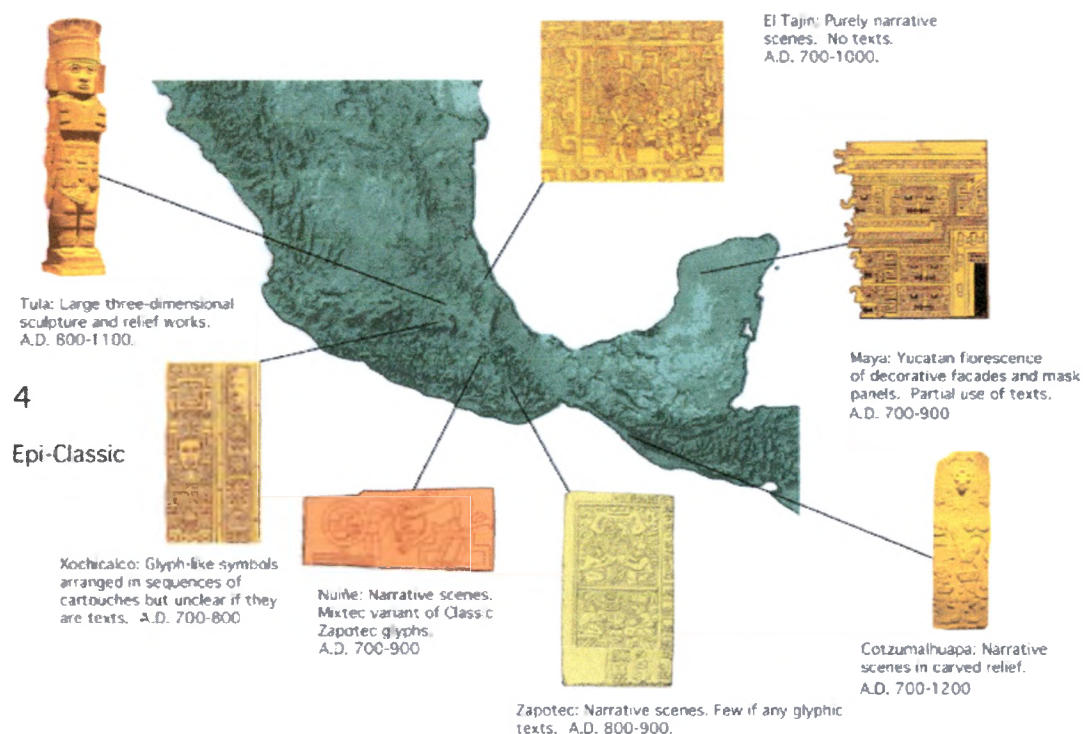 El Tajin: Purely narrative
scenes. No texts.
A.D. 700-1000.
Tula: Large three-dimensional
sculpture and relief works.
A.D. 800-1100.
Maya: Yucatan florescence
of decorative facades and mask
panels. Partial use of texts.
A.D. 700-900
4
Epi-Classic
Xochicalco: Glyph-like symbols
arranged in sequences of
cartouches but unclear if they
are texts. A.D. 700-800
Nuiñe: Narrative scenes.
Mixtec variant of Classic
Zapotec glyphs.
A.D. 700-900
Cotzumalhuapa: Narrative
scenes in carved relief.
A.D. 700-1200
Zapotec: Narrative scenes. Few if any glyphic
texts. A.D. 800-900.